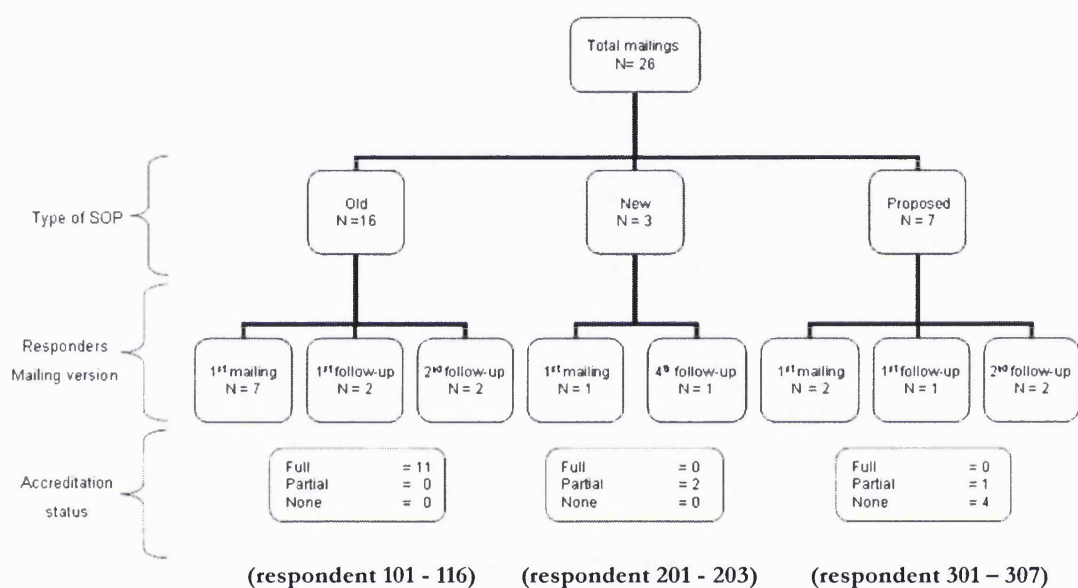 Total mailings
N= 26
Type of SOP
Old
N =16
New
N = 3
Proposed
N = 7
Responders
Mailing version
1st mailing
N = 7
1st follow-up
N = 2
2nd follow-up
N = 2
1st mailing
N = 1
4th follow-up
N = 1
1st mailing
N = 2
1st follow-up
N = 1
2nd follow-up
N = 2
Accreditation
status
Full = 11
Partial = 0
None = 0
Full = 0
Partial = 2
None = 0
Full = 0
Partial = 1
None = 4
(respondent 101 - 116)
(respondent 201 - 203)
(respondent 301 – 307)